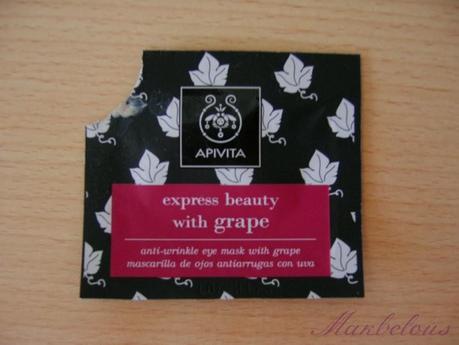 APIVITA
express beauty
with grape
anti-wrinkle eye mask with grape
mascarilla de ojos antiarrugas con uva
Marbelous